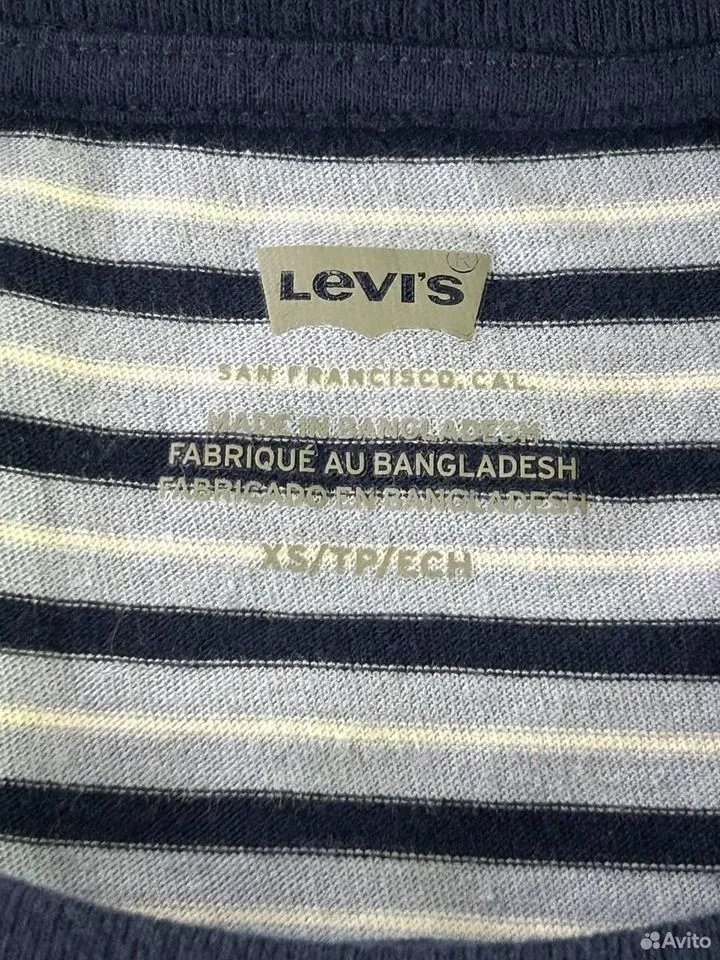 Levi's ®
SAN FRANCISCO, CAL.
MADE IN BANGLADESH
FABRIQUÉ AU BANGLADESH
FABRICADO EN BANGLADESH
XS/TP/ECH
Avito